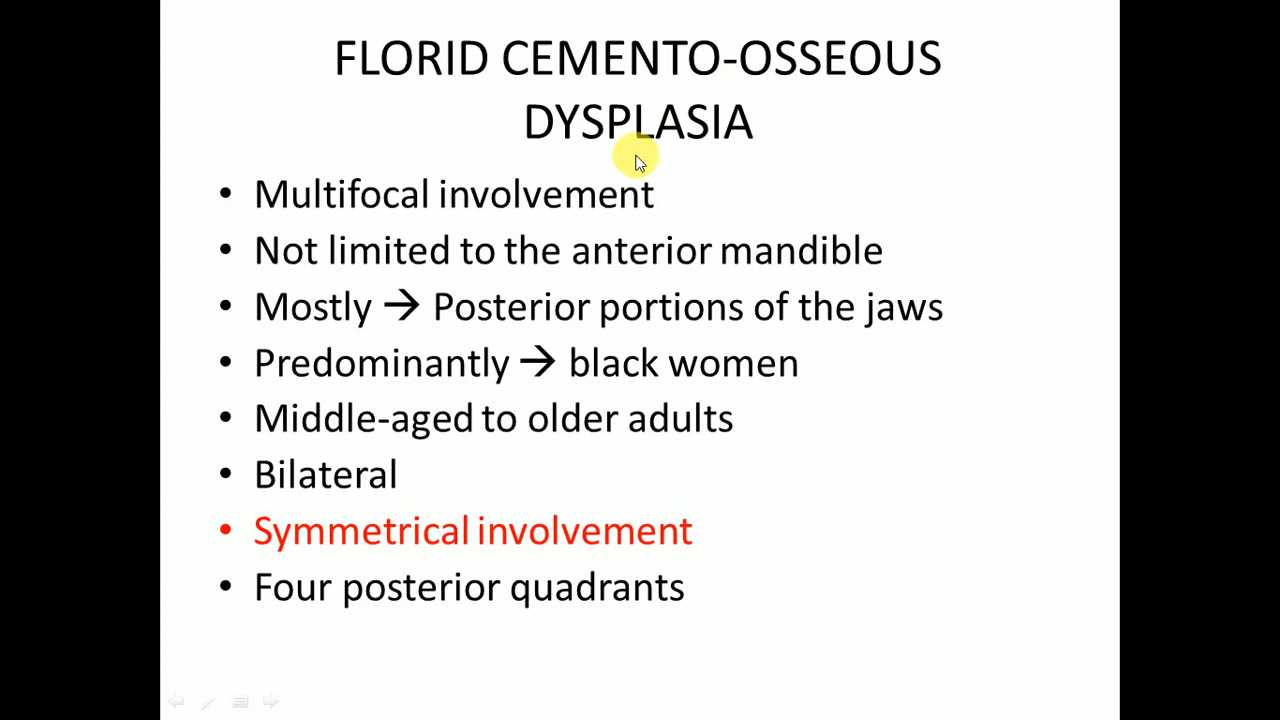 FLORID CEMENTO-OSSEOUS
DYSPLASIA
• Multifocal involvement
• Not limited to the anterior mandible
• Mostly → Posterior portions of the jaws
• Predominantly → black women
• Middle-aged to older adults
• Bilateral
• Symmetrical involvement
• Four posterior quadrants